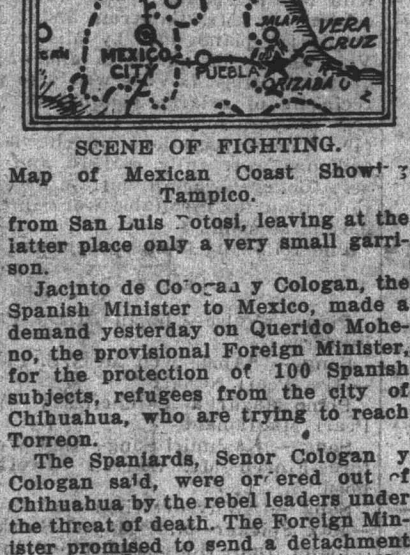 JALAPA
VERA
CRUZ
MEXICO
CITY
PUEBLA
ORIZABA
SCENE OF FIGHTING.
Map of Mexican Coast
Tampico.
from San Luis Potosi, leaving at the
latter place only a very small garri-
son.
Jacinto de Cologan y Cologan, the
Spanish Minister to Mexico, made a
demand yesterday on Querido Mohe-
no, the provisional Foreign Minister,
for the protection of 100 Spanish
subjects, refugees from the city of
Chihuahua, who are trying to reach
Torreon.
The Spaniards, Senor Cologan y
Cologan said, were ordered out of
Chihuahua by the rebel leaders under
the threat of death. The Foreign Min-
ister promised to send a detachment